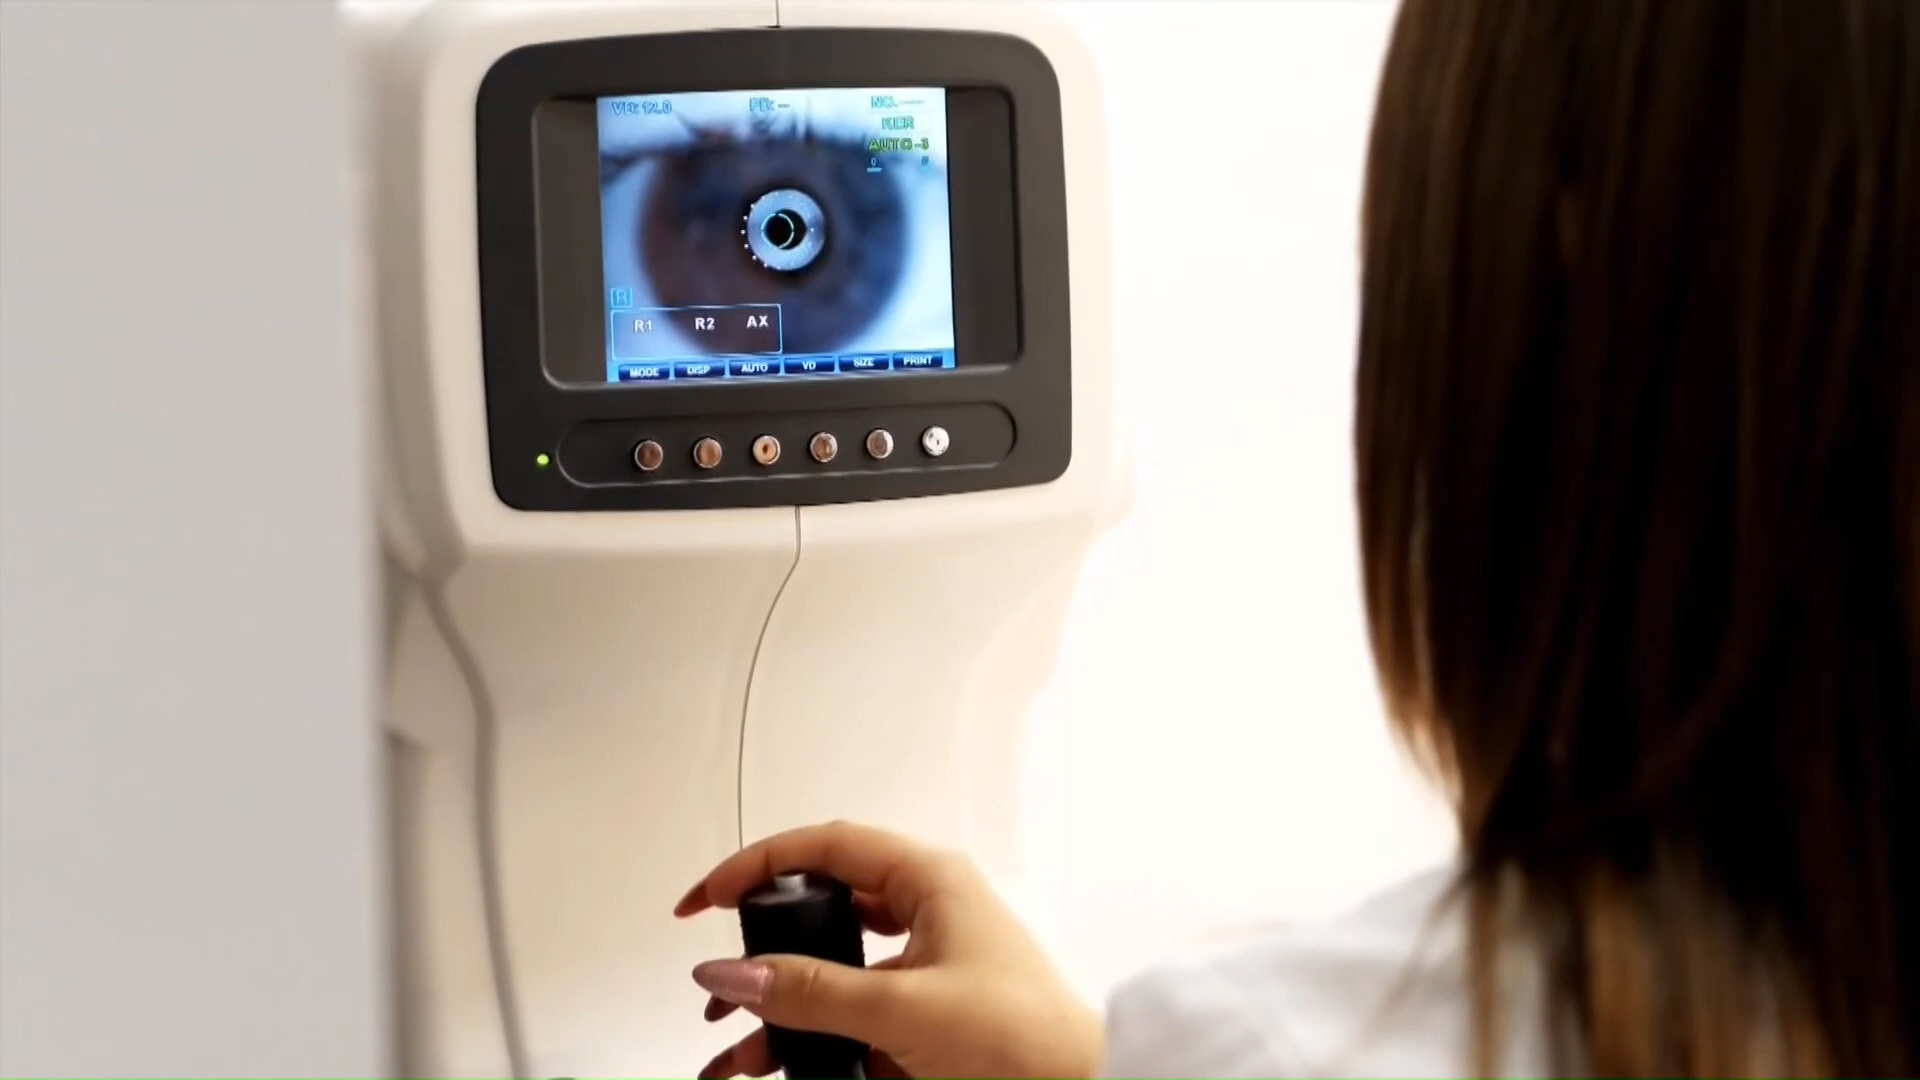 VD: 12.0 PD: -- NO.
KER
AUTO-3
R
R1 R2 AX
MODE DISP AUTO VD SIZE PRINT